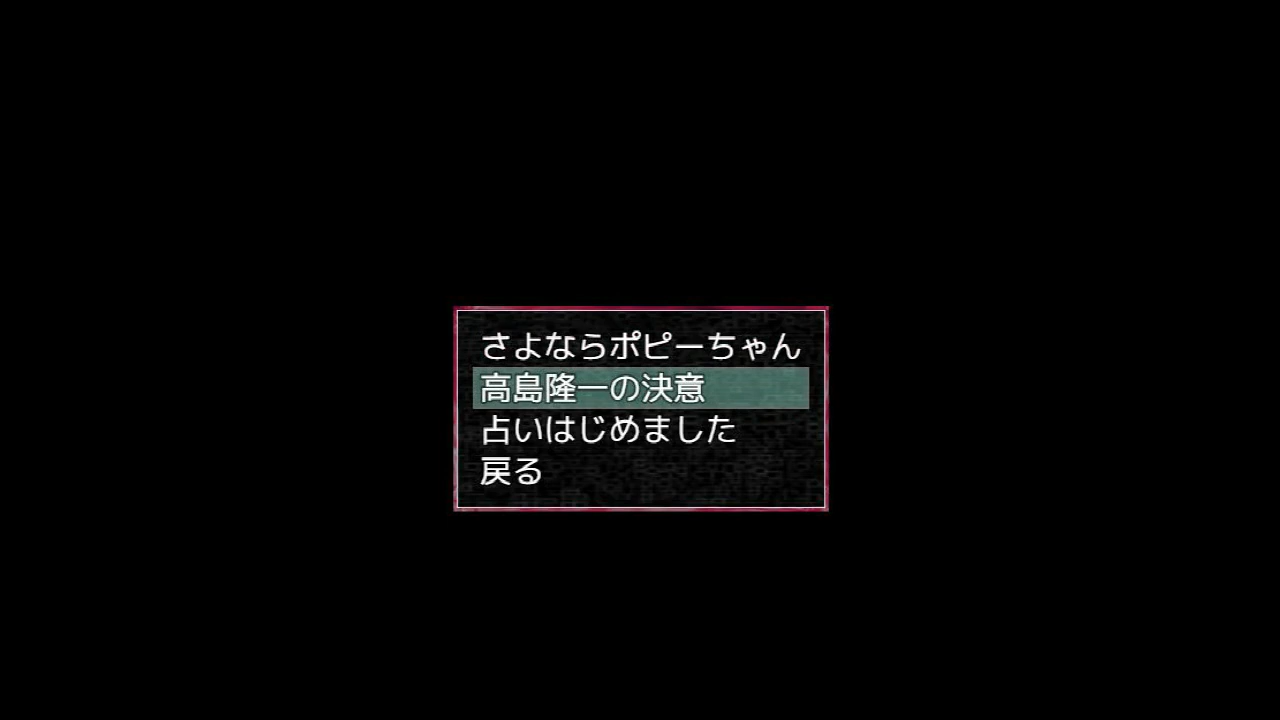 さよならポピーちゃん
高島隆一の決意
占いはじめました
戻る